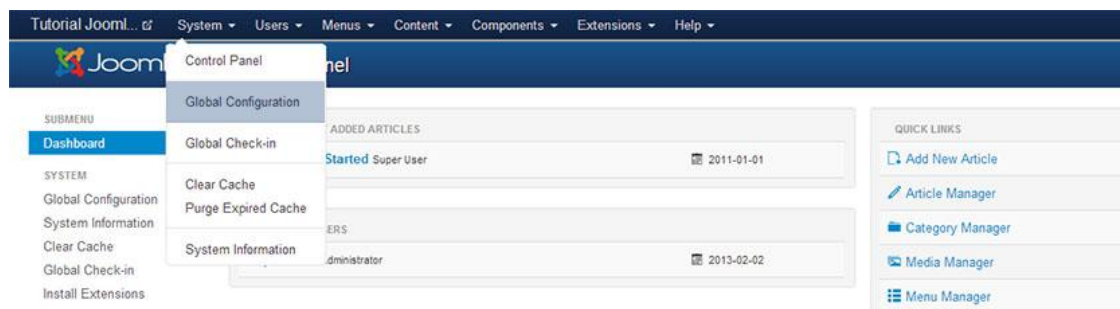 Tutorial Jooml... System Users Menus Content Components Extensions Help
Joom nel
Control Panel
Global Configuration
Global Check-in
Clear Cache
Purge Expired Cache
System Information
SUBMENU
Dashboard
SYSTEM
Global Configuration
System Information
Clear Cache
Global Check-in
Install Extensions
ADDED ARTICLES
Started Super User 2011-01-01
ERS
dministrator 2013-02-02
QUICK LINKS
Add New Article
Article Manager
Category Manager
Media Manager
Menu Manager